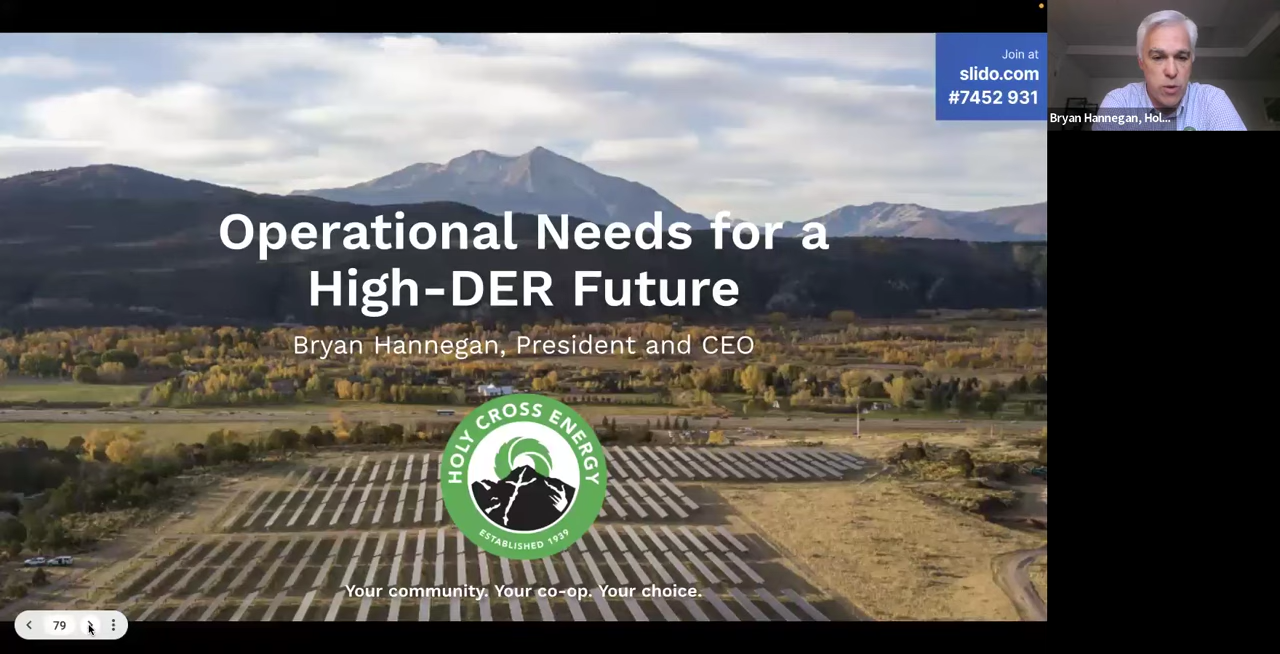 Join at
slido.com
#7452 931
Bryan Hannegan, Hol...
Operational Needs for a
High-DER Future
Bryan Hannegan, President and CEO
HOLY CROSS ENERGY
ESTABLISHED 1939
Your community. Your co-op. Your choice.
79